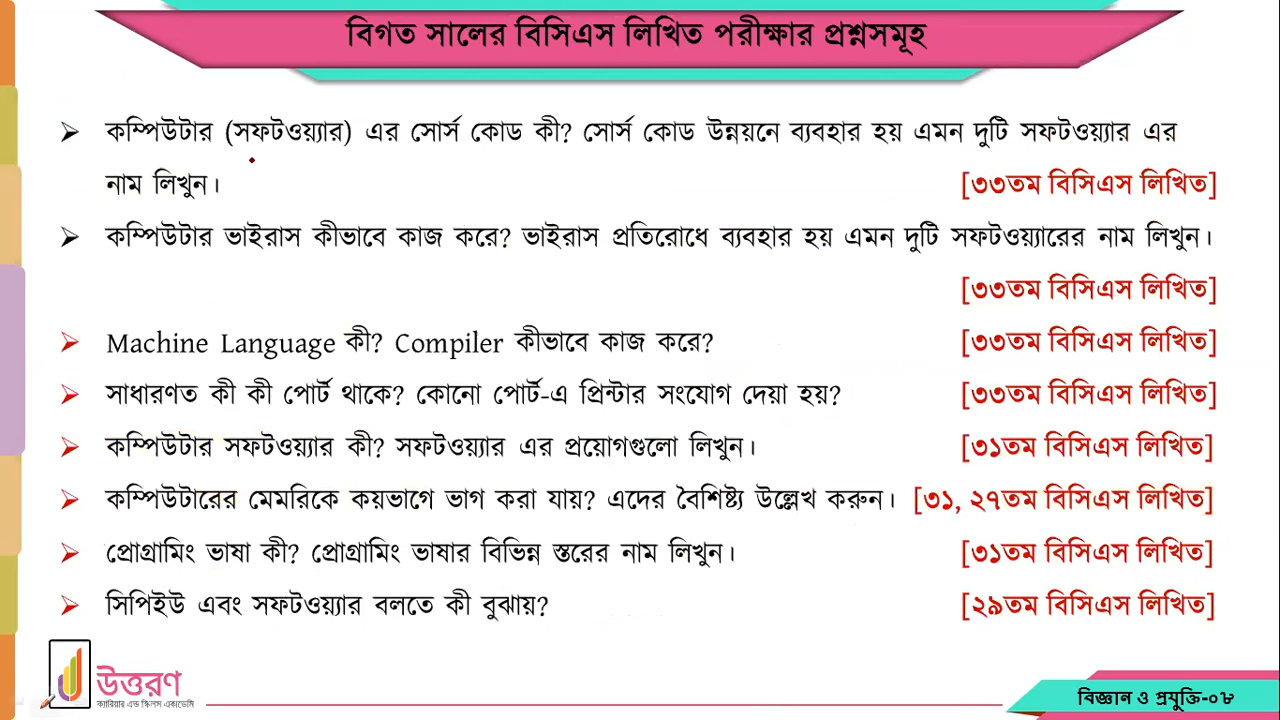 বিগত সালের বিসিএস লিখিত পরীক্ষার প্রশ্নসমূহ
➢ কম্পিউটার (সফটওয়্যার) এর সোর্স কোড কী? সোর্স কোড উন্নয়নে ব্যবহার হয় এমন দুটি সফটওয়্যার এর
নাম লিখুন। [৩৩তম বিসিএস লিখিত]
➢ কম্পিউটার ভাইরাস কীভাবে কাজ করে? ভাইরাস প্রতিরোধে ব্যবহার হয় এমন দুটি সফটওয়্যারের নাম লিখুন।
[৩৩তম বিসিএস লিখিত]
➢ Machine Language কী? Compiler কীভাবে কাজ করে? [৩৩তম বিসিএস লিখিত]
➢ সাধারণত কী কী পোর্ট থাকে? কোনো পোর্ট-এ প্রিন্টার সংযোগ দেয়া হয়? [৩৩তম বিসিএস লিখিত]
➢ কম্পিউটার সফটওয়্যার কী? সফটওয়্যার এর প্রয়োগগুলো লিখুন। [৩১তম বিসিএস লিখিত]
➢ কম্পিউটারের মেমরিকে কয়ভাগে ভাগ করা যায়? এদের বৈশিষ্ট্য উল্লেখ করুন। [৩১, ২৭তম বিসিএস লিখিত]
➢ প্রোগ্রামিং ভাষা কী? প্রোগ্রামিং ভাষার বিভিন্ন স্তরের নাম লিখুন। [৩১তম বিসিএস লিখিত]
➢ সিপিইউ এবং সফটওয়্যার বলতে কী বুঝায়? [২৯তম বিসিএস লিখিত]
উত্তরণ
ক্যারিয়ার এন্ড স্কিলস একাডেমি
বিজ্ঞান ও প্রযুক্তি-০৮